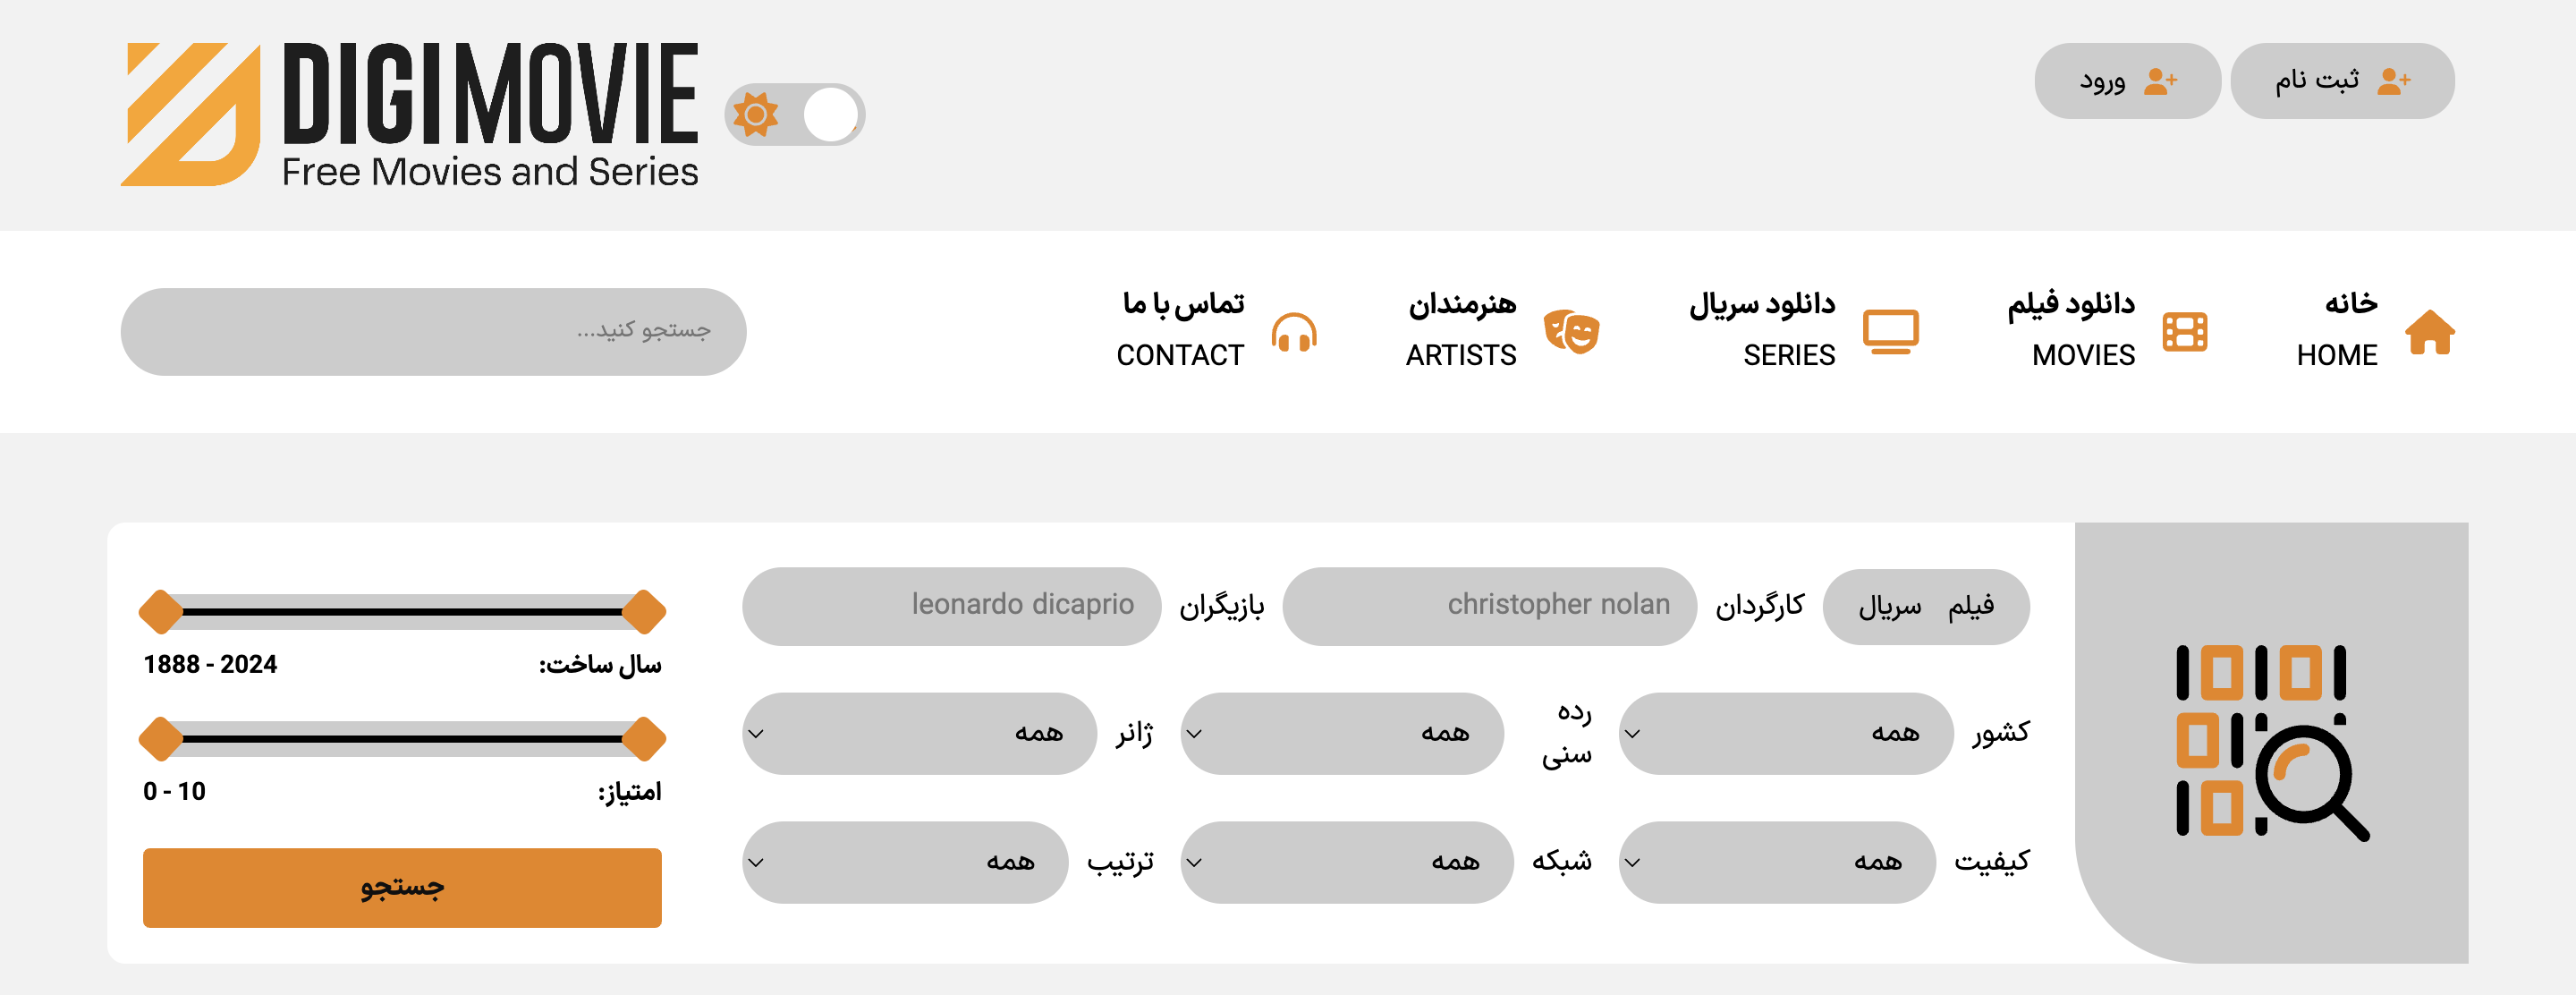 DIGIMOVIE
Free Movies and Series
ثبت نام
ورود
خانه
HOME
دانلود فیلم
MOVIES
دانلود سریال
SERIES
هنرمندان
ARTISTS
تماس با ما
CONTACT
جستجو کنید...
فیلم سریال
کارگردان
christopher nolan
بازیگران
leonardo dicaprio
کشور
همه
رده
سنی
همه
ژانر
همه
کیفیت
همه
شبکه
همه
ترتیب
همه
سال ساخت:
1888 - 2024
امتیاز:
0 - 10
جستجو